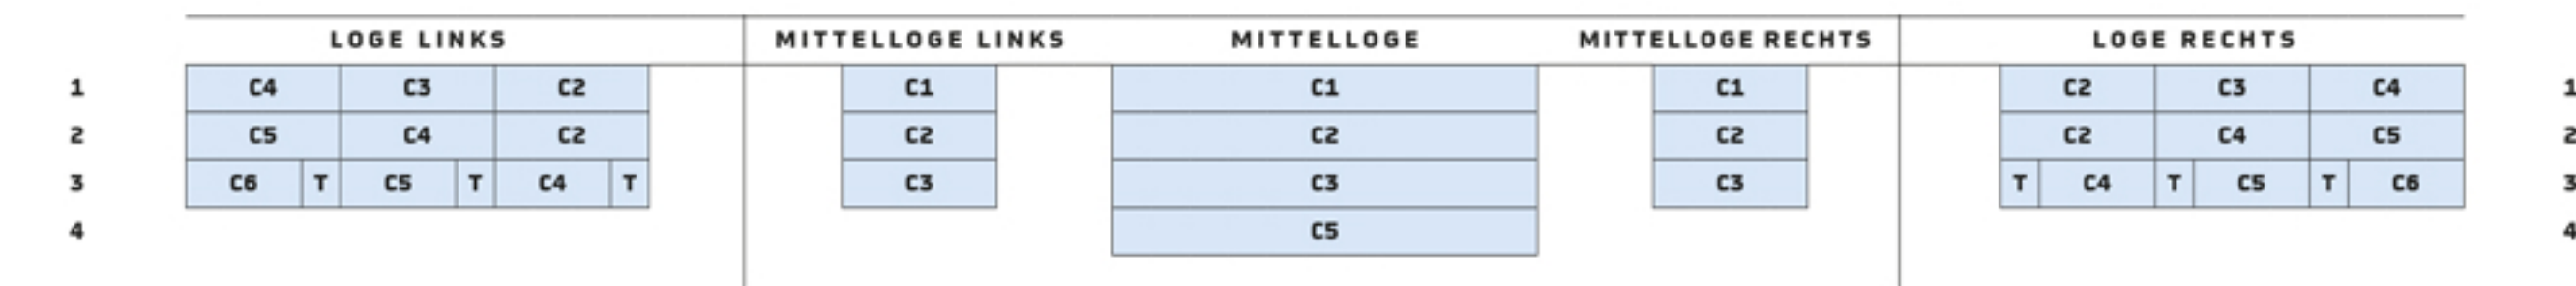 LOGE LINKS MITTELLOGE LINKS MITTELLOGE MITTELLOGE RECHTS LOGE RECHTS
1 C4 C3 C2 C1 C1 C1 C2 C3 C4 1
2 C5 C4 C2 C2 C2 C2 C2 C4 C5 2
3 C6 T C5 T C4 T C3 C3 C3 T C4 T C5 T C6 3
4 C5 4